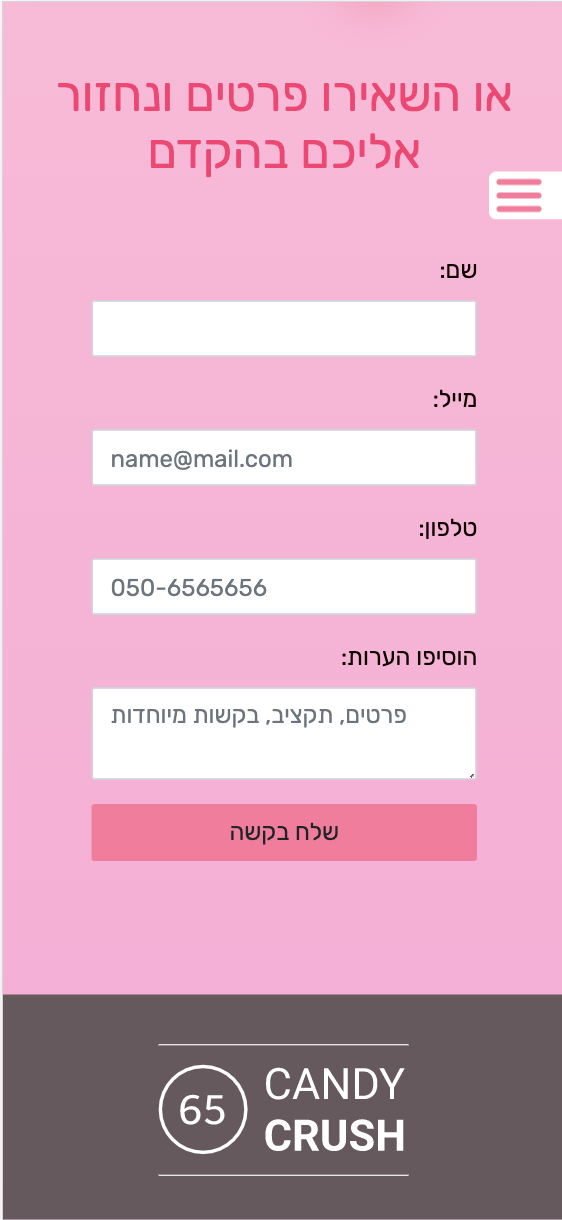 או השאירו פרטים ונחזור
אליכם בהקדם
שם:
מייל:
name@mail.com
טלפון:
050-6565656
הוסיפו הערות:
פרטים, תקציב, בקשות מיוחדות
שלח בקשה
65
CANDY
CRUSH